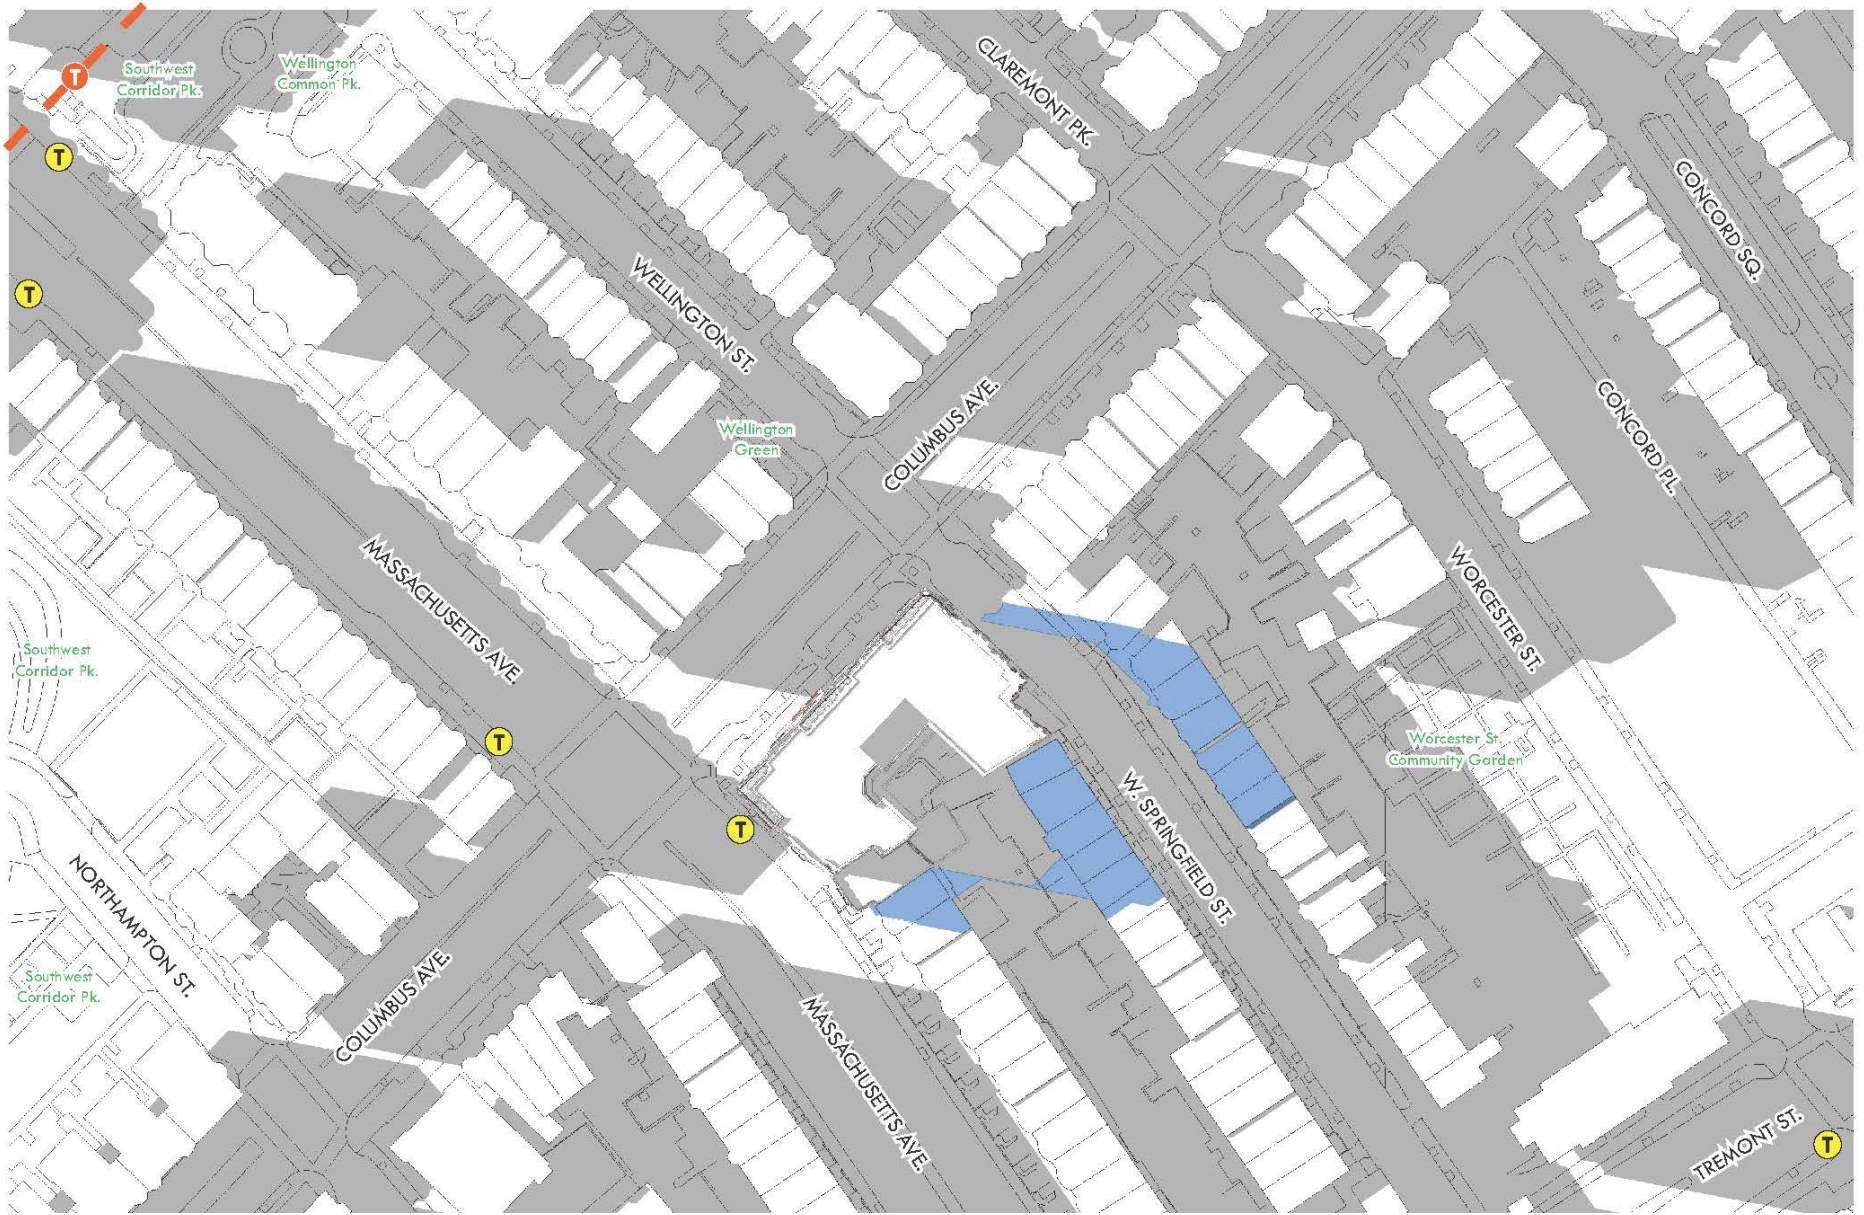 T
Southwest
Corridor Pk.
Wellington
Common Pk.
CLAREMONT PK.
T
CONCORD SQ.
T
WELLINGTON ST.
COLUMBUS AVE.
CONCORD PL.
Wellington
Green
MASSACHUSETTS AVE.
WORCESTER ST.
Southwest
Corridor Pk.
T
Worcester St.
Community Garden
T
W. SPRINGFIELD ST.
NORTHAMPTON ST.
Southwest
Corridor Pk.
COLUMBUS AVE.
MASSACHUSETTS AVE.
TREMONT ST.
T